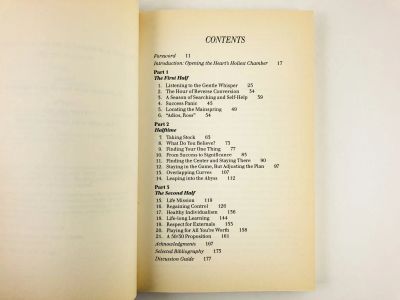 CONTENTS
Foreword 11
Introduction: Opening the Heart's Holiest Chamber 17
Part 1
The First Half
1. Listening to the Gentle Whisper 25
2. The Hour of Reverse Conversion 34
3. A Season of Searching and Self-Help 39
4. Success Panic 45
5. Locating the Mainspring 49
6. "Adios, Ross" 54
Part 2
Halftime
7. Taking Stock 63
8. What Do You Believe? 73
9. Finding Your One Thing 77
10. From Success to Significance 83
11. Finding the Center and Staying There 90
12. Staying in the Game, But Adjusting the Plan 97
13. Overlapping Curves 107
14. Leaping into the Abyss 112
Part 3
The Second Half
15. Life Mission 119
16. Regaining Control 126
17. Healthy Individualism 136
18. Life-long Learning 144
19. Respect for Externals 153
20. Playing for All You're Worth 158
21. A 50/50 Proposition 161
Acknowledgments 167
Selected Bibliography 173
Discussion Guide 177